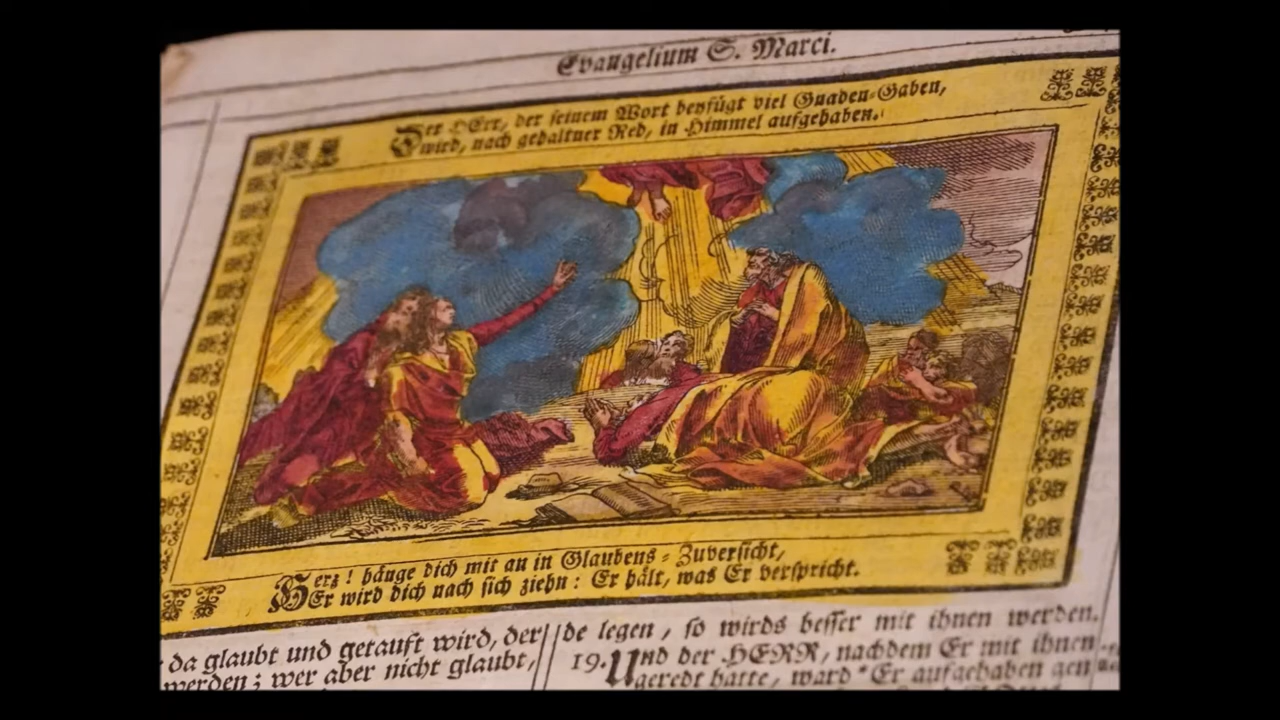 Evangelium S. Marci.
Der HErr, der seinem Wort beyfügt viel Gnaden-Gaben,
wird, nach gehaltner Red, in Himmel aufgehaben.
Herz! hänge dich mit an in Glaubens-Zuversicht,
Er wird dich nach sich ziehn: Er hält, was Er verspricht.
da glaubt und getauft wird, der
werden; wer aber nicht glaubt,
de legen, so wirds besser mit ihnen werden.
19. Und der HERR, nachdem Er mit ihnen
geredt hatte, ward * Er aufgehaben gen